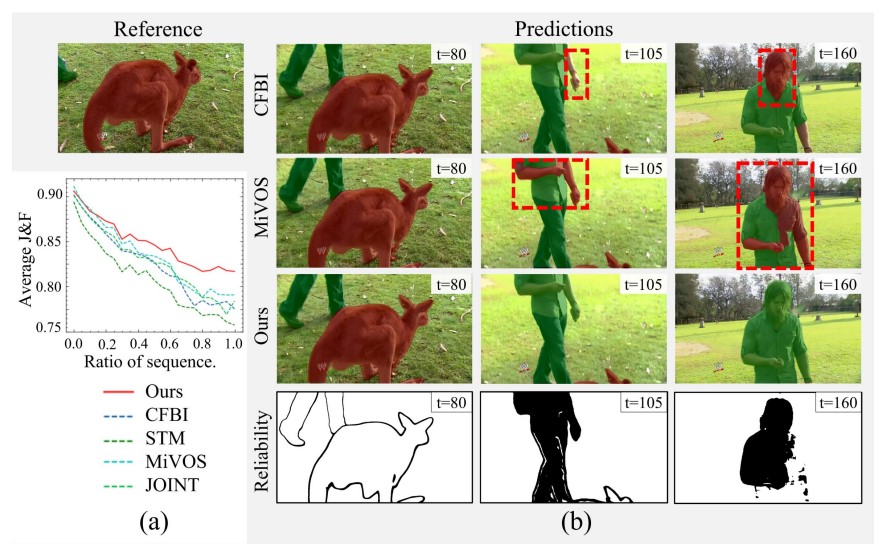 Reference
Predictions
CFBI
t=80
t=105
t=160
MiVOS
t=80
t=105
t=160
Ours
t=80
t=105
t=160
Reliability
t=80
t=105
t=160
Average J&F
0.90
0.85
0.80
0.75
0.0 0.2 0.4 0.6 0.8 1.0
Ratio of sequence.
Ours
CFBI
STM
MiVOS
JOINT
(a)
(b)